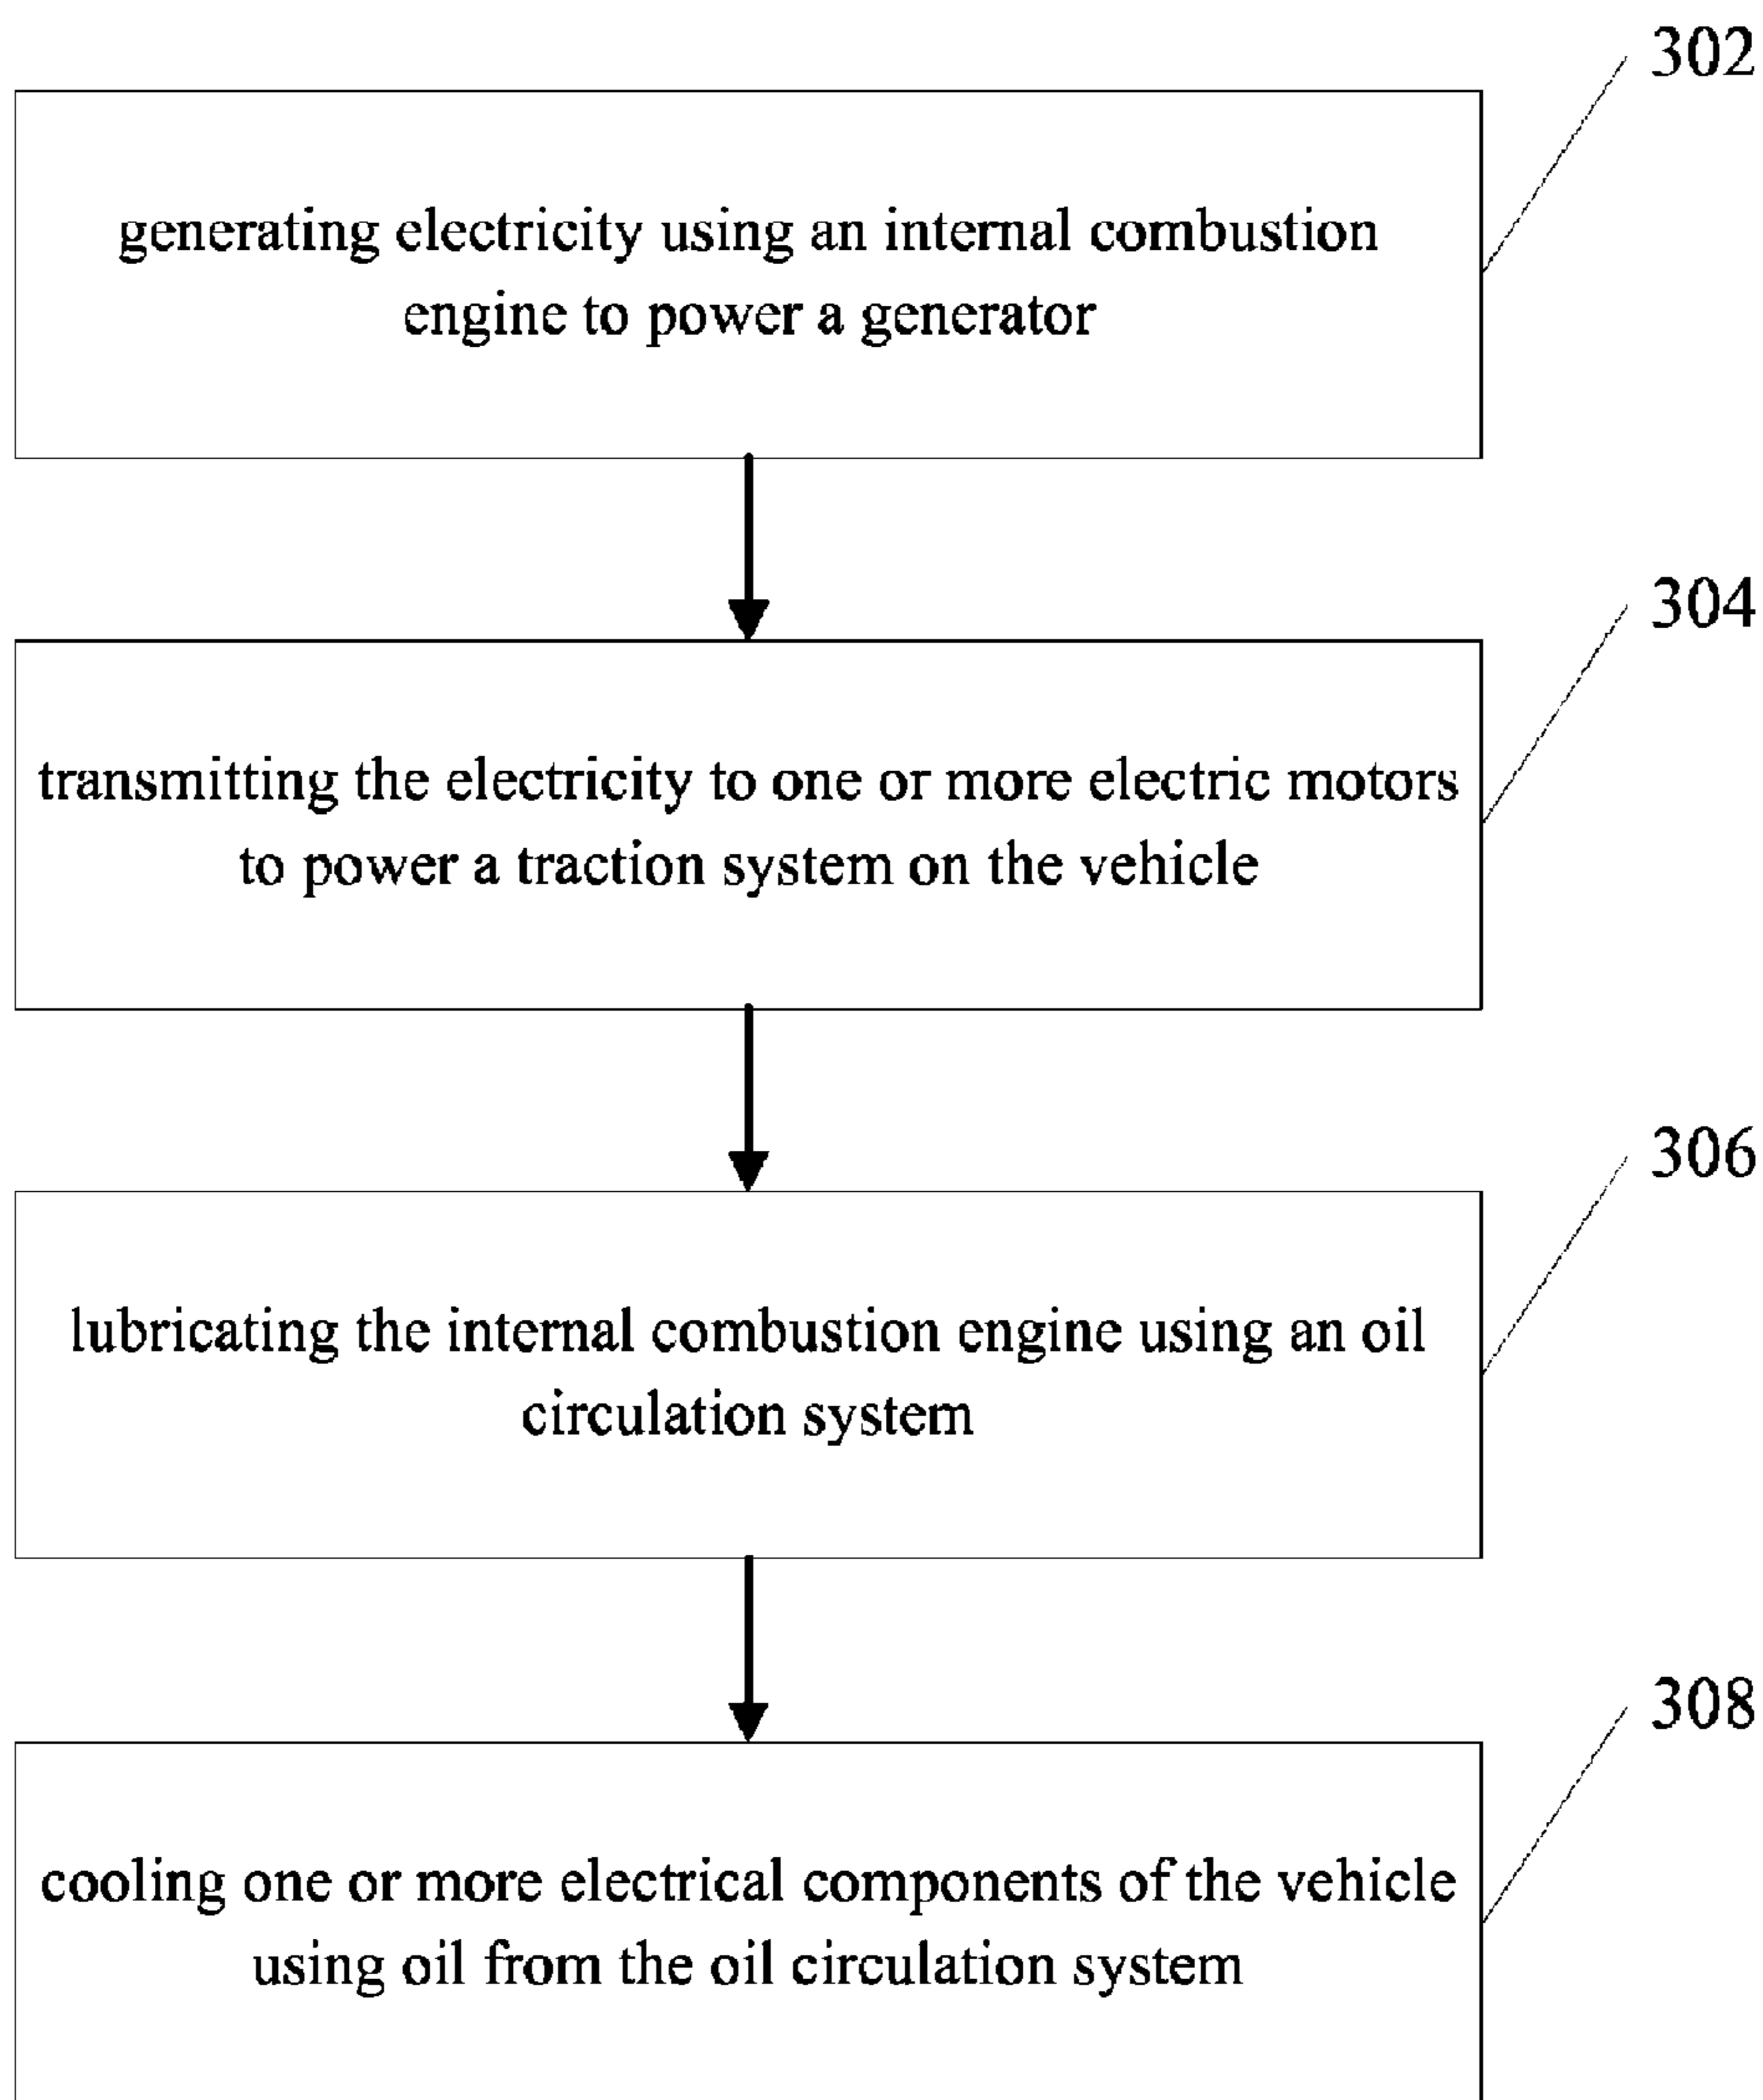 302
generating electricity using an internal combustion
engine to power a generator
304
transmitting the electricity to one or more electric motors
to power a traction system on the vehicle
306
lubricating the internal combustion engine using an oil
circulation system
308
cooling one or more electrical components of the vehicle
using oil from the oil circulation system